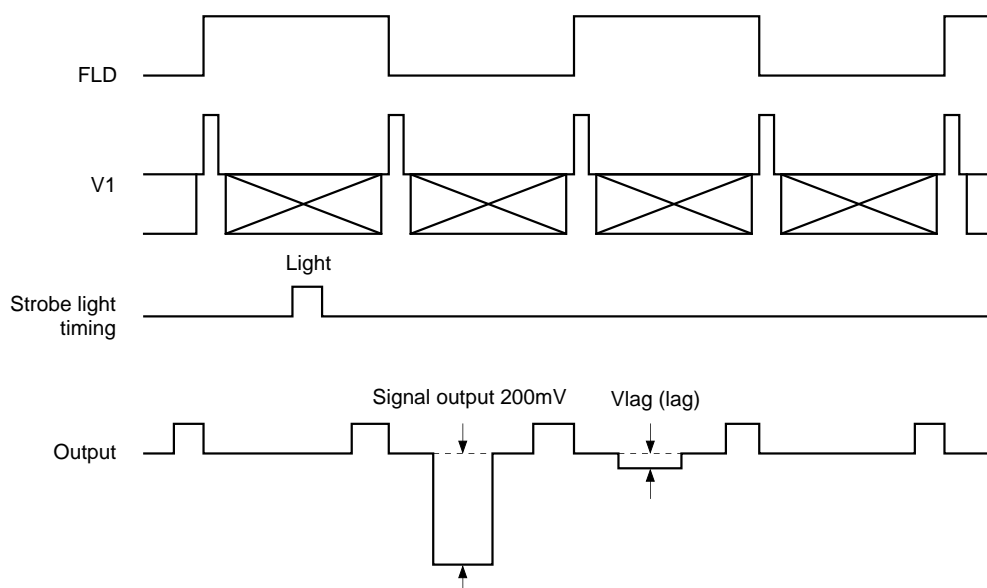 FLD
V1
Light
Strobe light
timing
Signal output 200mV
Vlag (lag)
Output